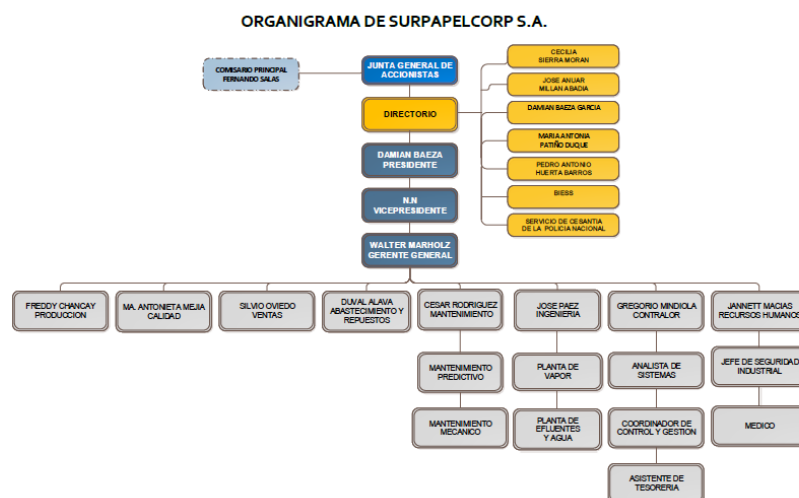 ORGANIGRAMA DE SURPAPELCORP S.A.
COMISARIO PRINCIPAL
FERNANDO SALAS
JUNTA GENERAL DE
ACCIONISTAS
DIRECTORIO
CECILIA
SIERRA MORAN
JOSE ANUAR
MILLAN ABADIA
DAMIAN BAEZA GARCIA
MARIA ANTONIA
PATIÑO DUQUE
PEDRO ANTONIO
HUERTA BARROS
BIESS
SERVICIO DE CESANTIA
DE LA POLICIA NACIONAL
DAMIAN BAEZA
PRESIDENTE
N.N
VICEPRESIDENTE
WALTER MARHOLZ
GERENTE GENERAL
FREDDY CHANCAY
PRODUCCION
MA. ANTONIETA MEJIA
CALIDAD
SILVIO OVIEDO
VENTAS
DUVAL ALAVA
ABASTECIMIENTO Y
REPUESTOS
CESAR RODRIGUEZ
MANTENIMIENTO
JOSE PAEZ
INGENIERIA
GREGORIO MINDIOLA
CONTRALOR
JANNETT MACIAS
RECURSOS HUMANOS
MANTENIMIENTO
PREDICTIVO
PLANTA DE
VAPOR
ANALISTA DE
SISTEMAS
JEFE DE SEGURIDAD
INDUSTRIAL
MANTENIMIENTO
MECANICO
PLANTA DE
EFLUENTES
Y AGUA
COORDINADOR DE
CONTROL Y GESTION
MEDICO
ASISTENTE DE
TESORERIA